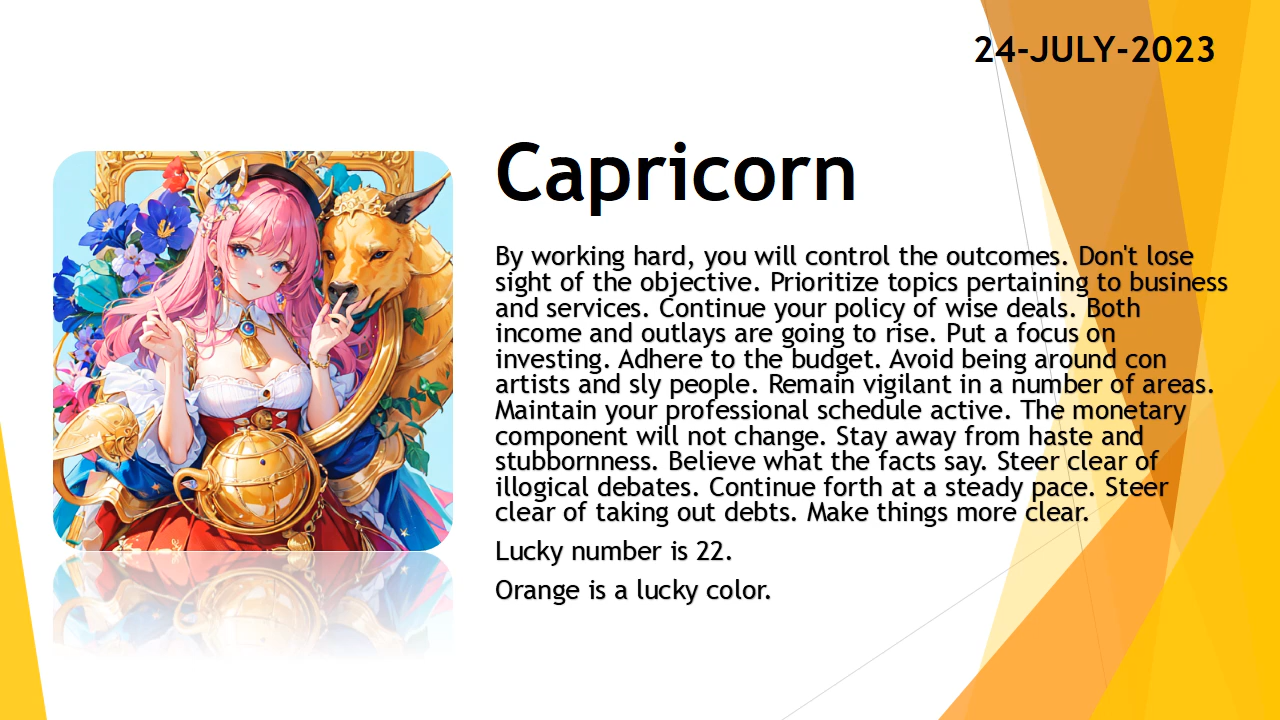 24-JULY-2023
Capricorn
By working hard, you will control the outcomes. Don't lose
sight of the objective. Prioritize topics pertaining to business
and services. Continue your policy of wise deals. Both
income and outlays are going to rise. Put a focus on
investing. Adhere to the budget. Avoid being around con
artists and sly people. Remain vigilant in a number of areas.
Maintain your professional schedule active. The monetary
component will not change. Stay away from haste and
stubbornness. Believe what the facts say. Steer clear of
illogical debates. Continue forth at a steady pace. Steer
clear of taking out debts. Make things more clear.
Lucky number is 22.
Orange is a lucky color.